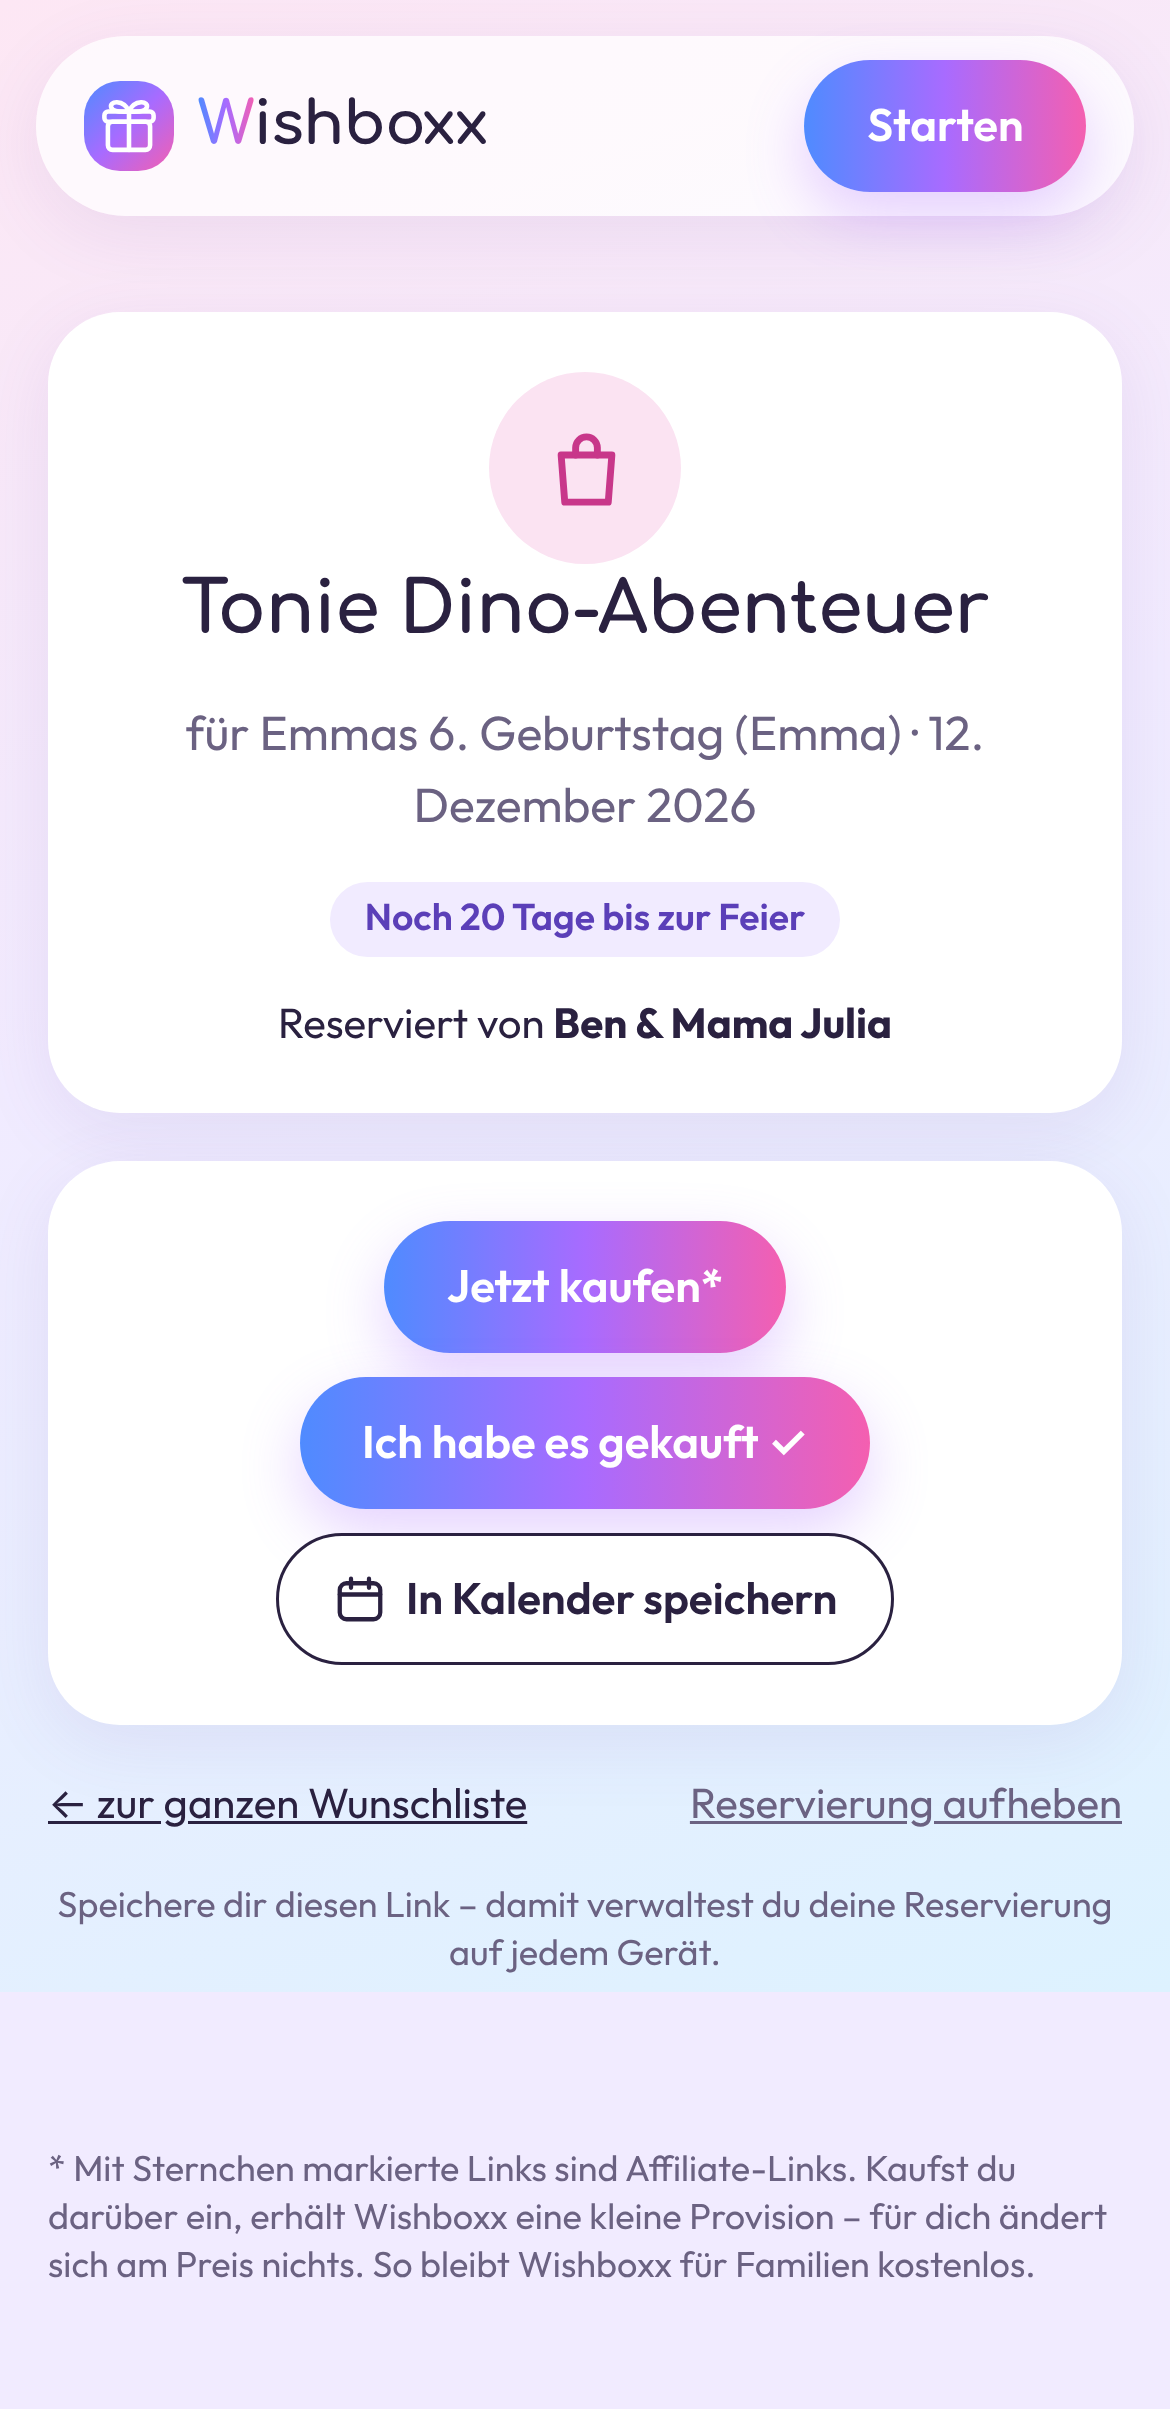 Wishboxx
Starten
Tonie Dino-Abenteuer
für Emmas 6. Geburtstag (Emma) · 12.
Dezember 2026
Noch 20 Tage bis zur Feier
Reserviert von Ben & Mama Julia
Jetzt kaufen*
Ich habe es gekauft ✓
In Kalender speichern
← zur ganzen Wunschliste
Reservierung aufheben
Speichere dir diesen Link – damit verwaltest du deine Reservierung
auf jedem Gerät.
* Mit Sternchen markierte Links sind Affiliate-Links. Kaufst du
darüber ein, erhält Wishboxx eine kleine Provision – für dich ändert
sich am Preis nichts. So bleibt Wishboxx für Familien kostenlos.